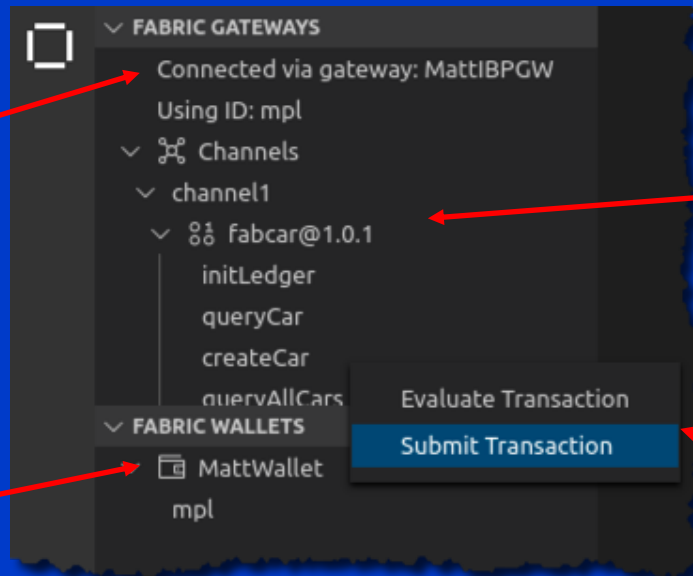 FABRIC GATEWAYS
Connected via gateway: MattIBPGW
Using ID: mpl
Channels
channel1
fabcar@1.0.1
initLedger
queryCar
createCar
queryAllCars
Evaluate Transaction
FABRIC WALLETS
Submit Transaction
MattWallet
mpl